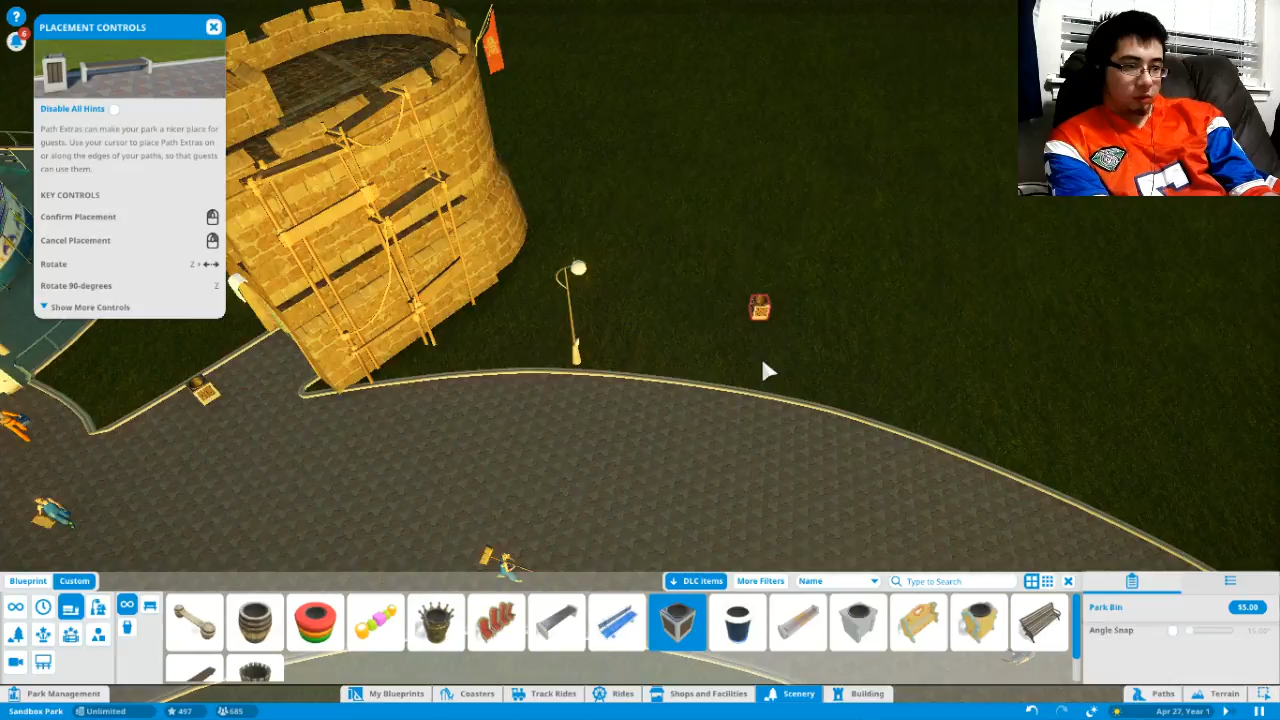 ?
6
PLACEMENT CONTROLS
Disable All Hints
Path Extras can make your park a nicer place for
guests. Use your cursor to place Path Extras on
or along the edges of your paths, so that guests
can use them.
KEY CONTROLS
Confirm Placement
Cancel Placement
Rotate Z +
Rotate 90-degrees Z
Show More Controls
Blueprint Custom DLC items More Filters Name Type to Search
Park Bin $5.00
Angle Snap 15.00°
Park Management My Blueprints Coasters Track Rides Rides Shops and Facilities Scenery Building Paths Terrain
Sandbox Park Unlimited 497 685 Apr 27, Year 1